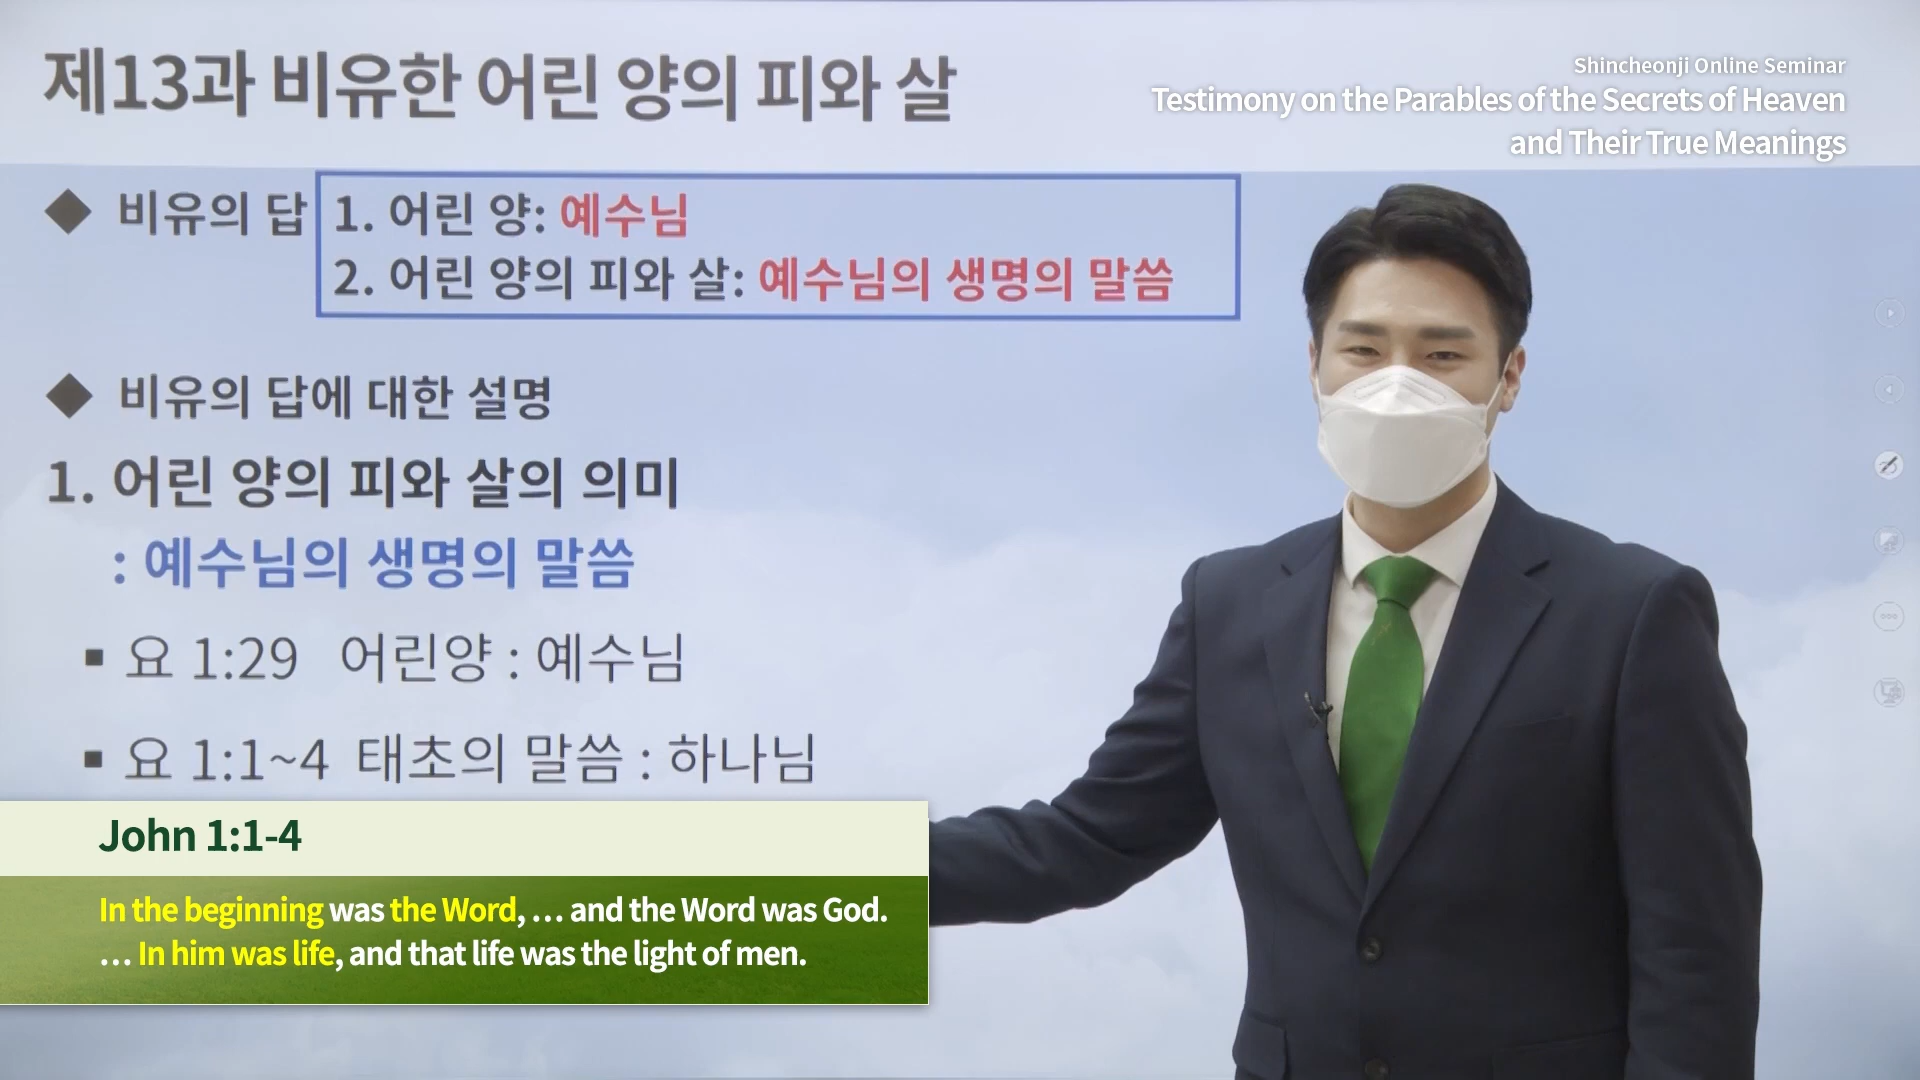 제13과 비유한 어린 양의 피와 살
Shincheonji Online Seminar
Testimony on the Parables of the Secrets of Heaven
and Their True Meanings
◆ 비유의 답
1. 어린 양: 예수님
2. 어린 양의 피와 살: 예수님의 생명의 말씀
◆ 비유의 답에 대한 설명
1. 어린 양의 피와 살의 의미
: 예수님의 생명의 말씀
▪ 요 1:29 어린양 : 예수님
▪ 요 1:1~4 태초의 말씀 : 하나님
John 1:1-4
In the beginning was the Word, … and the Word was God.
… In him was life, and that life was the light of men.